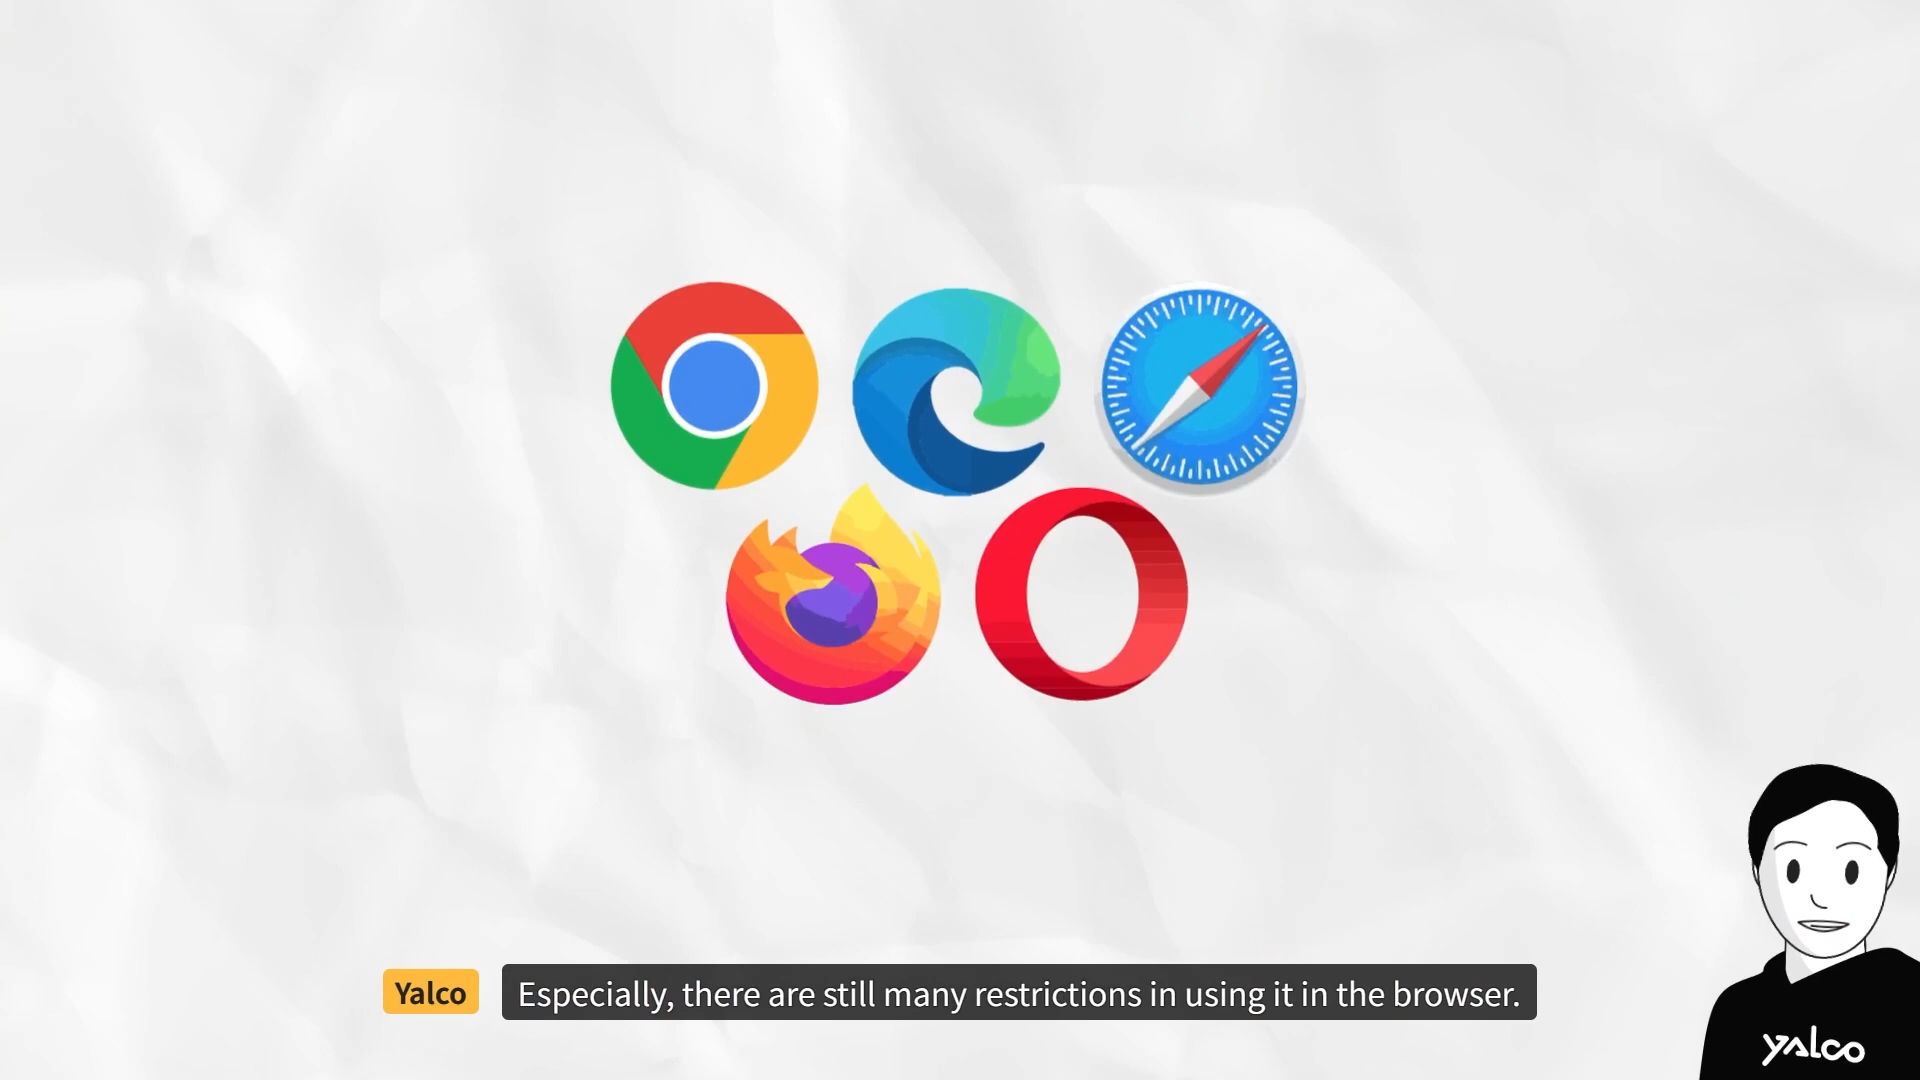 Yalco Especially, there are still many restrictions in using it in the browser.
yalco